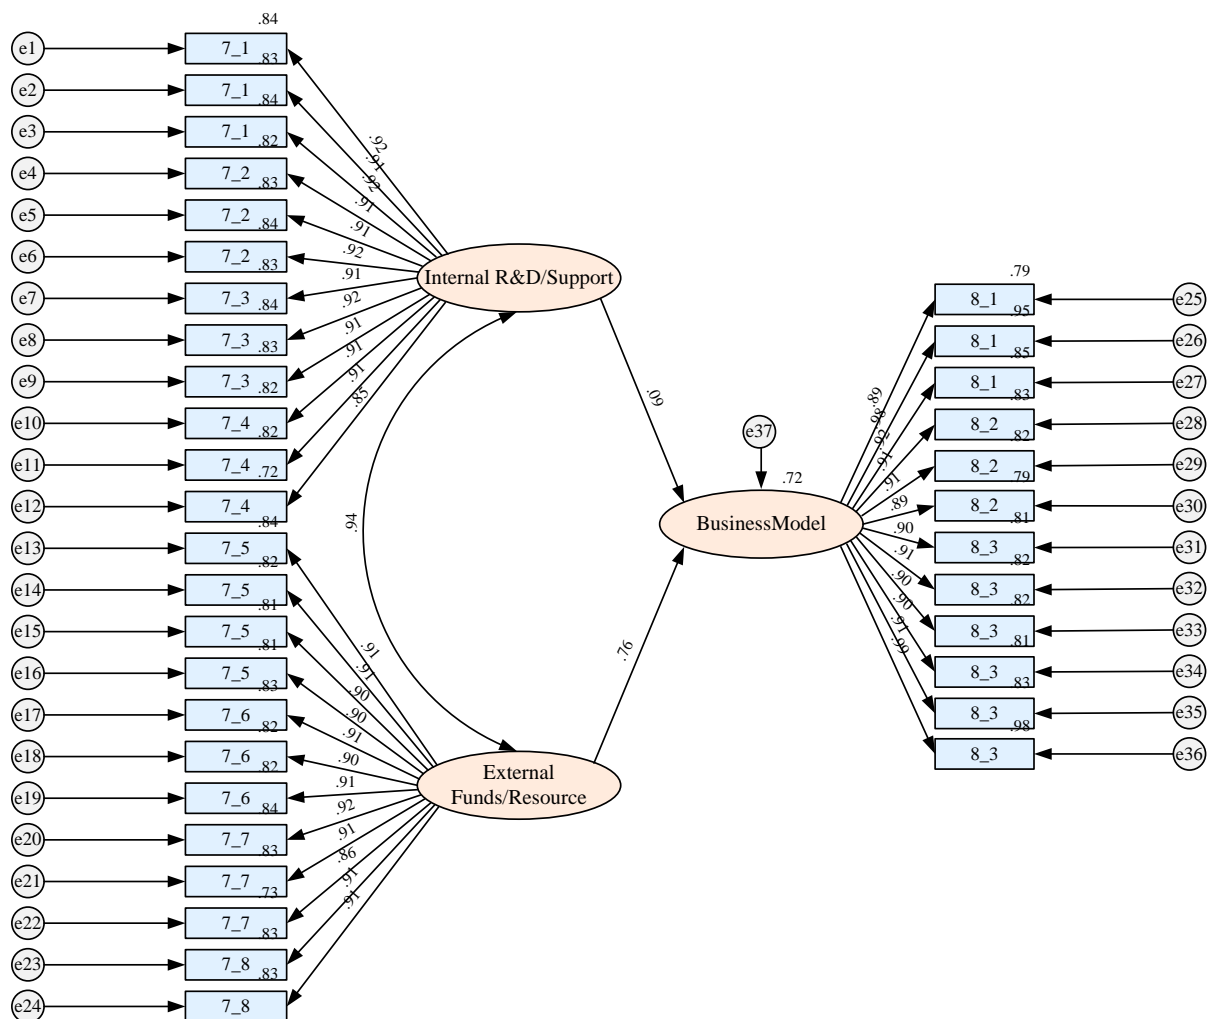 .84
e1
7_1
.83
e2
7_1
.84
e3
7_1
.82
e4
7_2
.83
e5
7_2
.84
e6
7_2
.83
e7
7_3
.84
e8
7_3
.83
e9
7_3
.82
e10
7_4
.82
e11
7_4
.72
e12
7_4
.84
e13
7_5
.82
e14
7_5
.81
e15
7_5
.81
e16
7_5
.83
e17
7_6
.82
e18
7_6
.82
e19
7_6
.84
e20
7_7
.83
e21
7_7
.73
e22
7_7
.83
e23
7_8
.83
e24
7_8
.92
.91
.92
.91
.91
.92
.91
.92
.91
.91
.91
.85
Internal R&D/Support
.94
.91
.91
.90
.90
.91
.90
.91
.92
.91
.86
.91
.91
External
Funds/Resource
.09
.76
e37
.72
BusinessModel
.89
.98
.92
.91
.91
.89
.90
.91
.90
.90
.91
.99
.79
8_1
e25
.95
8_1
e26
.85
8_1
e27
.83
8_2
e28
.82
8_2
e29
.79
8_2
e30
.81
8_3
e31
.82
8_3
e32
.82
8_3
e33
.81
8_3
e34
.83
8_3
e35
.98
8_3
e36